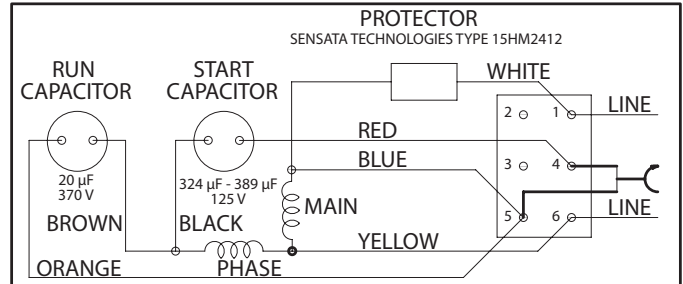 PROTECTOR
SENSATA TECHNOLOGIES TYPE 15HM2412
RUN
CAPACITOR
START
CAPACITOR
WHITE
2
1
LINE
RED
BLUE
3
4
20 µF
370 V
324 µF - 389 µF
125 V
MAIN
BROWN
BLACK
5
6
LINE
YELLOW
ORANGE
PHASE